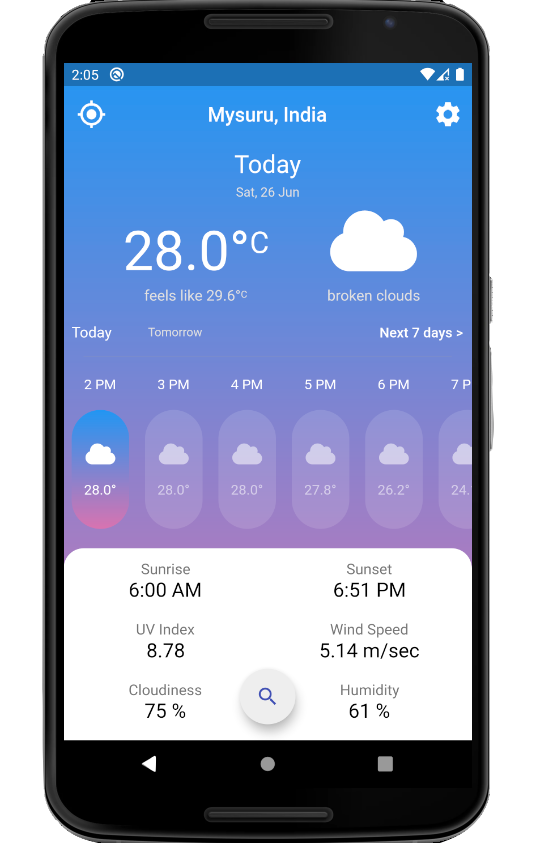 2:05
Mysuru, India
Today
Sat, 26 Jun
28.0°C
feels like 29.6°C
broken clouds
Today Tomorrow Next 7 days >
2 PM 3 PM 4 PM 5 PM 6 PM 7 P
28.0° 28.0° 28.0° 27.8° 26.2° 24.
Sunrise Sunset
6:00 AM 6:51 PM
UV Index Wind Speed
8.78 5.14 m/sec
Cloudiness Humidity
75 % 61 %